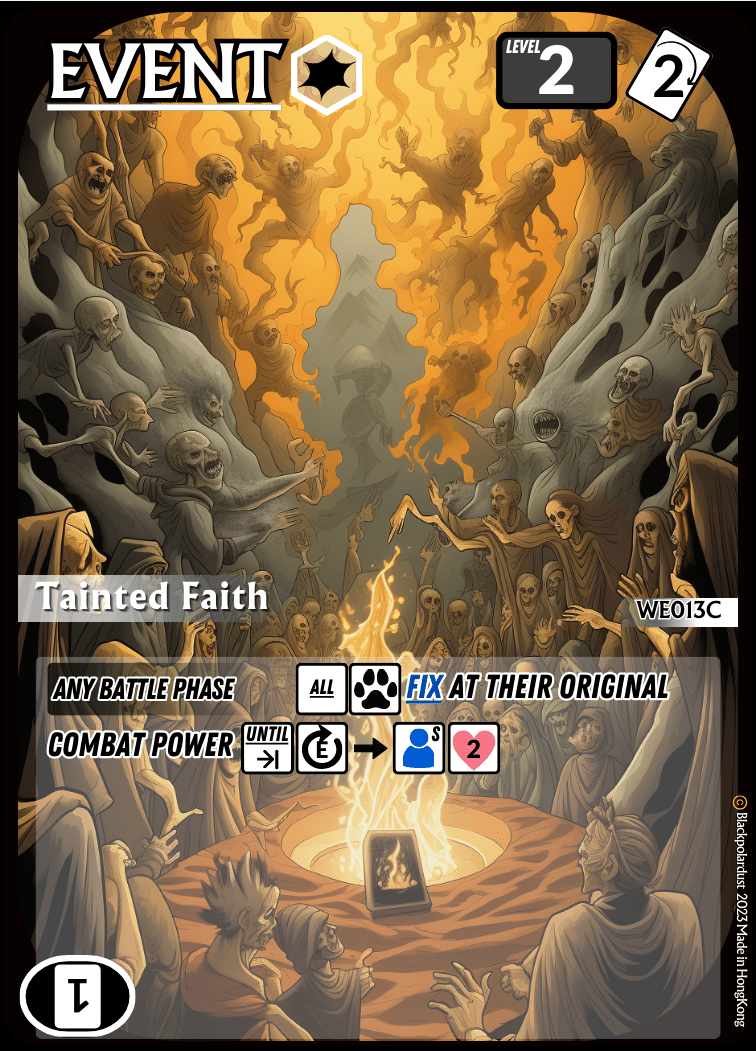 EVENT
LEVEL 2
2
Tainted Faith
WE013C
ANY BATTLE PHASE ALL FIX AT THEIR ORIGINAL
COMBAT POWER UNTIL E S 2
1
© Blackpolardust 2023 Made in HongKong